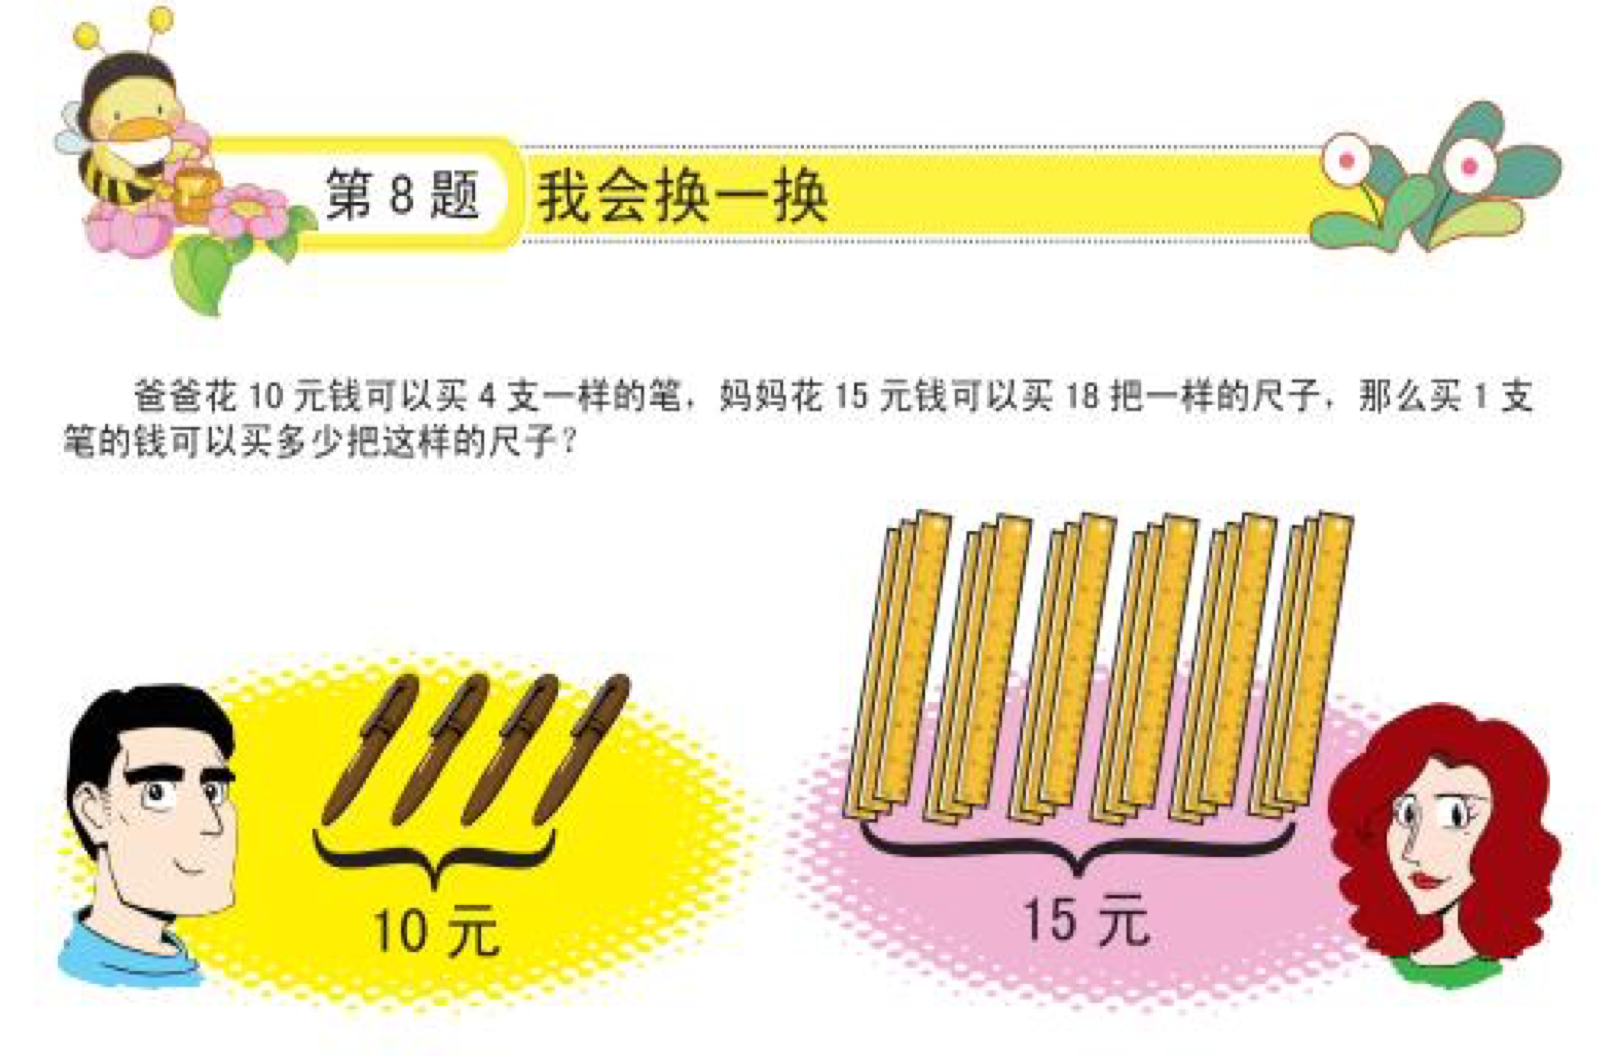 第 8 题 我会换一换
爸爸花 10 元钱可以买 4 支一样的笔，妈妈花 15 元钱可以买 18 把一样的尺子，那么买 1 支
笔的钱可以买多少把这样的尺子？
10 元
15 元